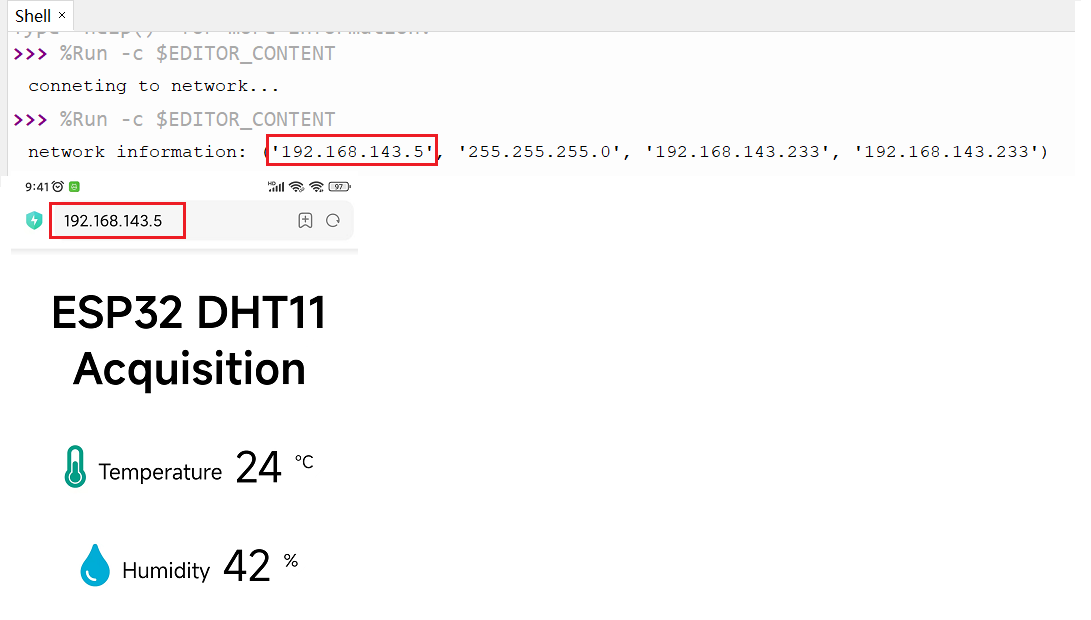 Shell ×
>>> %Run -c $EDITOR_CONTENT
conneting to network...
>>> %Run -c $EDITOR_CONTENT
network information: ('192.168.143.5', '255.255.255.0', '192.168.143.233', '192.168.143.233')
9:41 HD 97
192.168.143.5
ESP32 DHT11
Acquisition
Temperature 24 °C
Humidity 42 %